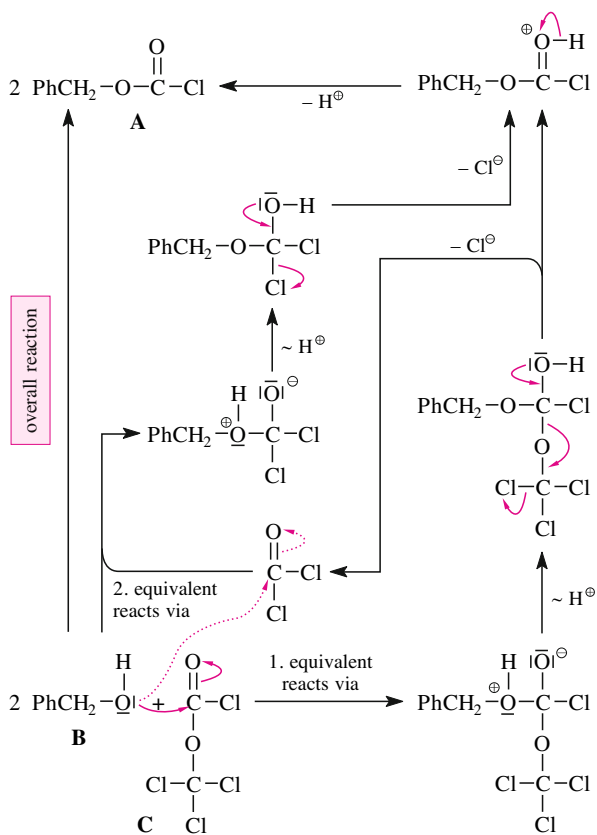 O
2 PhCH2–O–C–Cl
A
– H⊕
⊕
O–H
PhCH2–O–C–Cl
– Cl⊖
|O–H
PhCH2–O–C–Cl
Cl
– Cl⊖
overall reaction
~ H⊕
H |O|⊖
⊕
PhCH2–O–C–Cl
Cl
|O–H
PhCH2–O–C–Cl
O
Cl–C–Cl
Cl
O
C–Cl
Cl
2. equivalent
reacts via
~ H⊕
H O
2 PhCH2–O| + C–Cl
B
O
Cl–C–Cl
C Cl
1. equivalent
reacts via
H |O|⊖
⊕
PhCH2–O–C–Cl
O
Cl–C–Cl
Cl